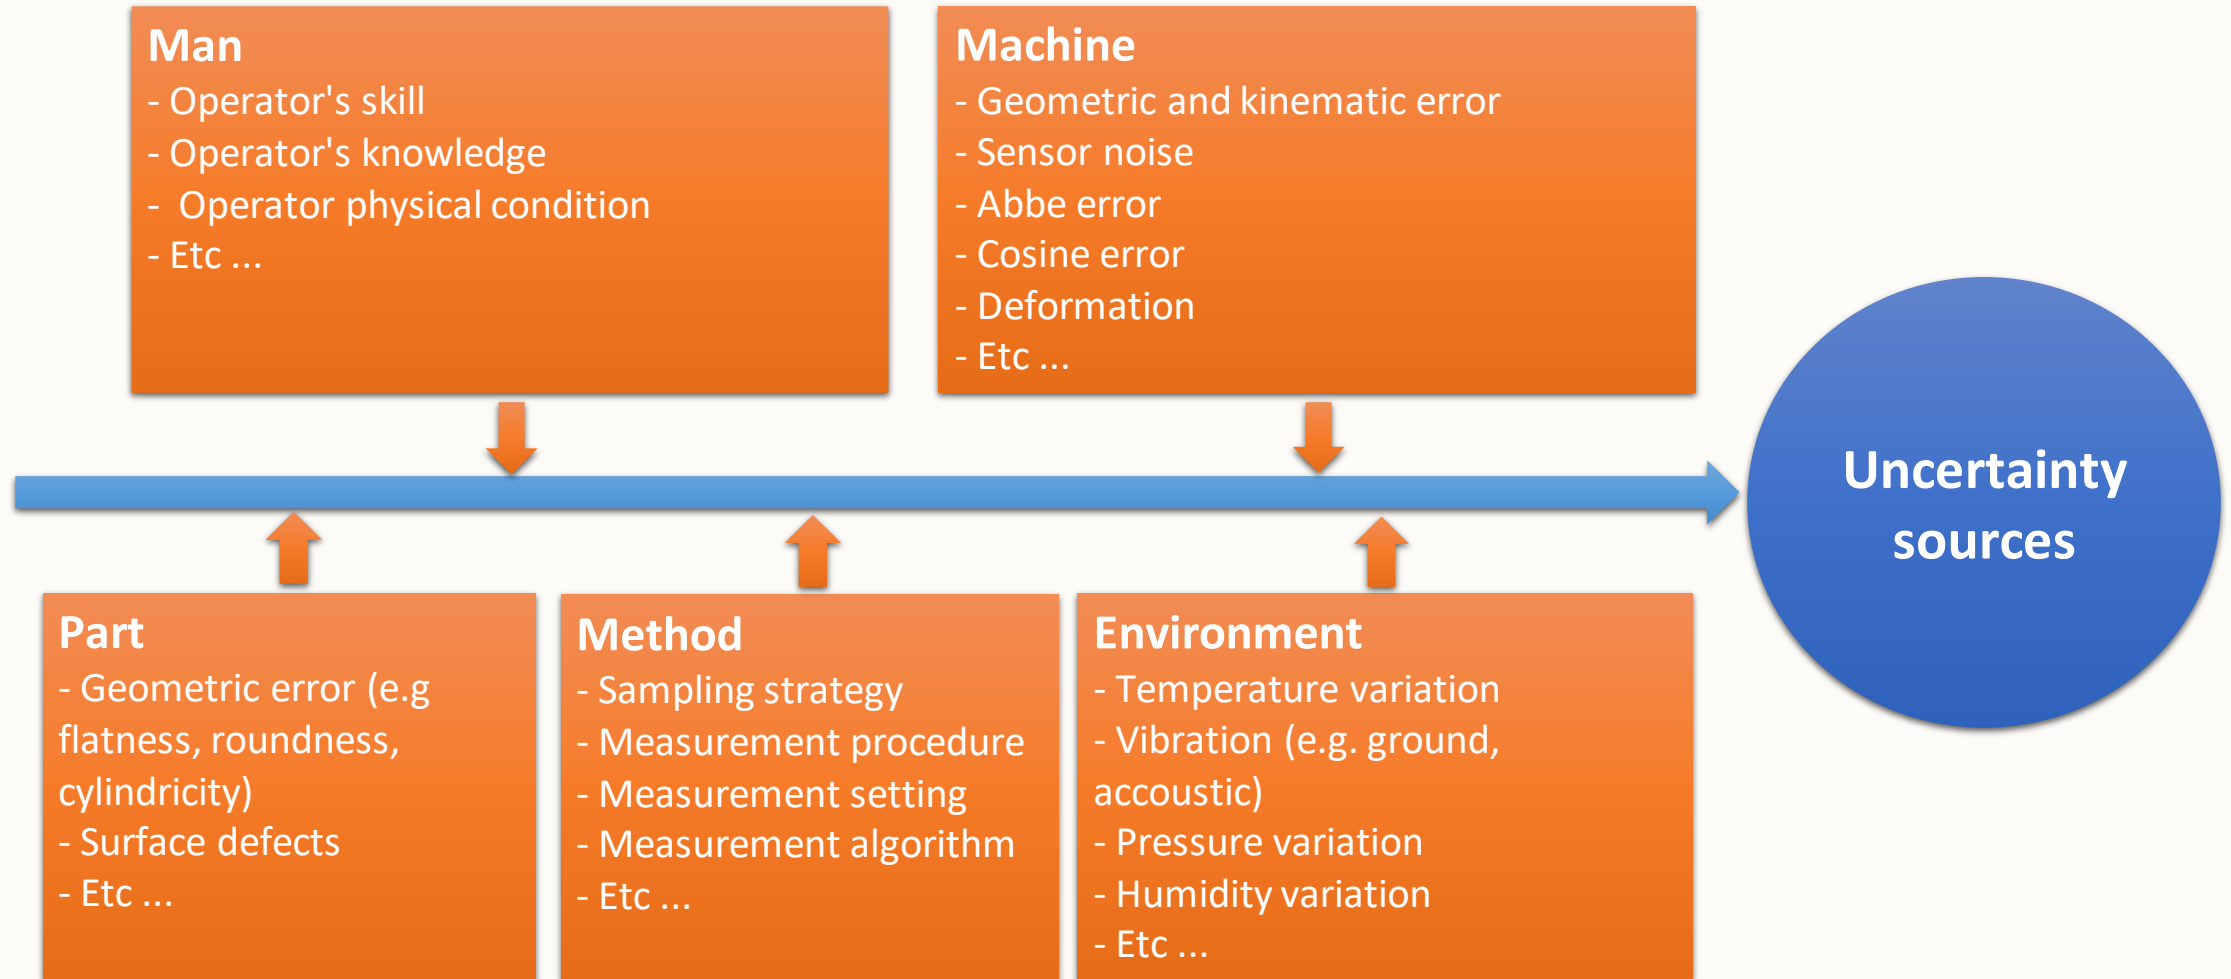 Man
- Operator's skill
- Operator's knowledge
- Operator physical condition
- Etc ...
Machine
- Geometric and kinematic error
- Sensor noise
- Abbe error
- Cosine error
- Deformation
- Etc ...
Uncertainty
sources
Part
- Geometric error (e.g
flatness, roundness,
cylindricity)
- Surface defects
- Etc ...
Method
- Sampling strategy
- Measurement procedure
- Measurement setting
- Measurement algorithm
- Etc ...
Environment
- Temperature variation
- Vibration (e.g. ground,
accoustic)
- Pressure variation
- Humidity variation
- Etc ...